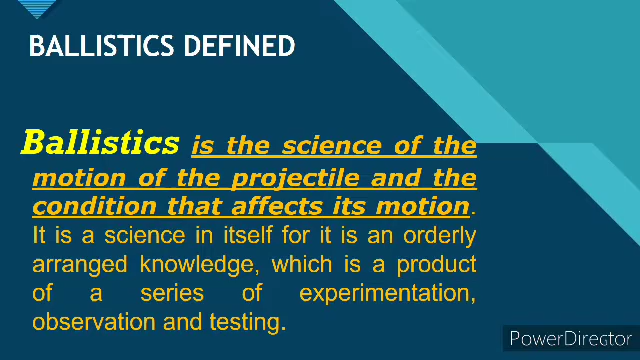 BALLISTICS DEFINED
Ballistics is the science of the
motion of the projectile and the
condition that affects its motion.
It is a science in itself for it is an orderly
arranged knowledge, which is a product
of a series of experimentation,
observation and testing.
PowerDirector